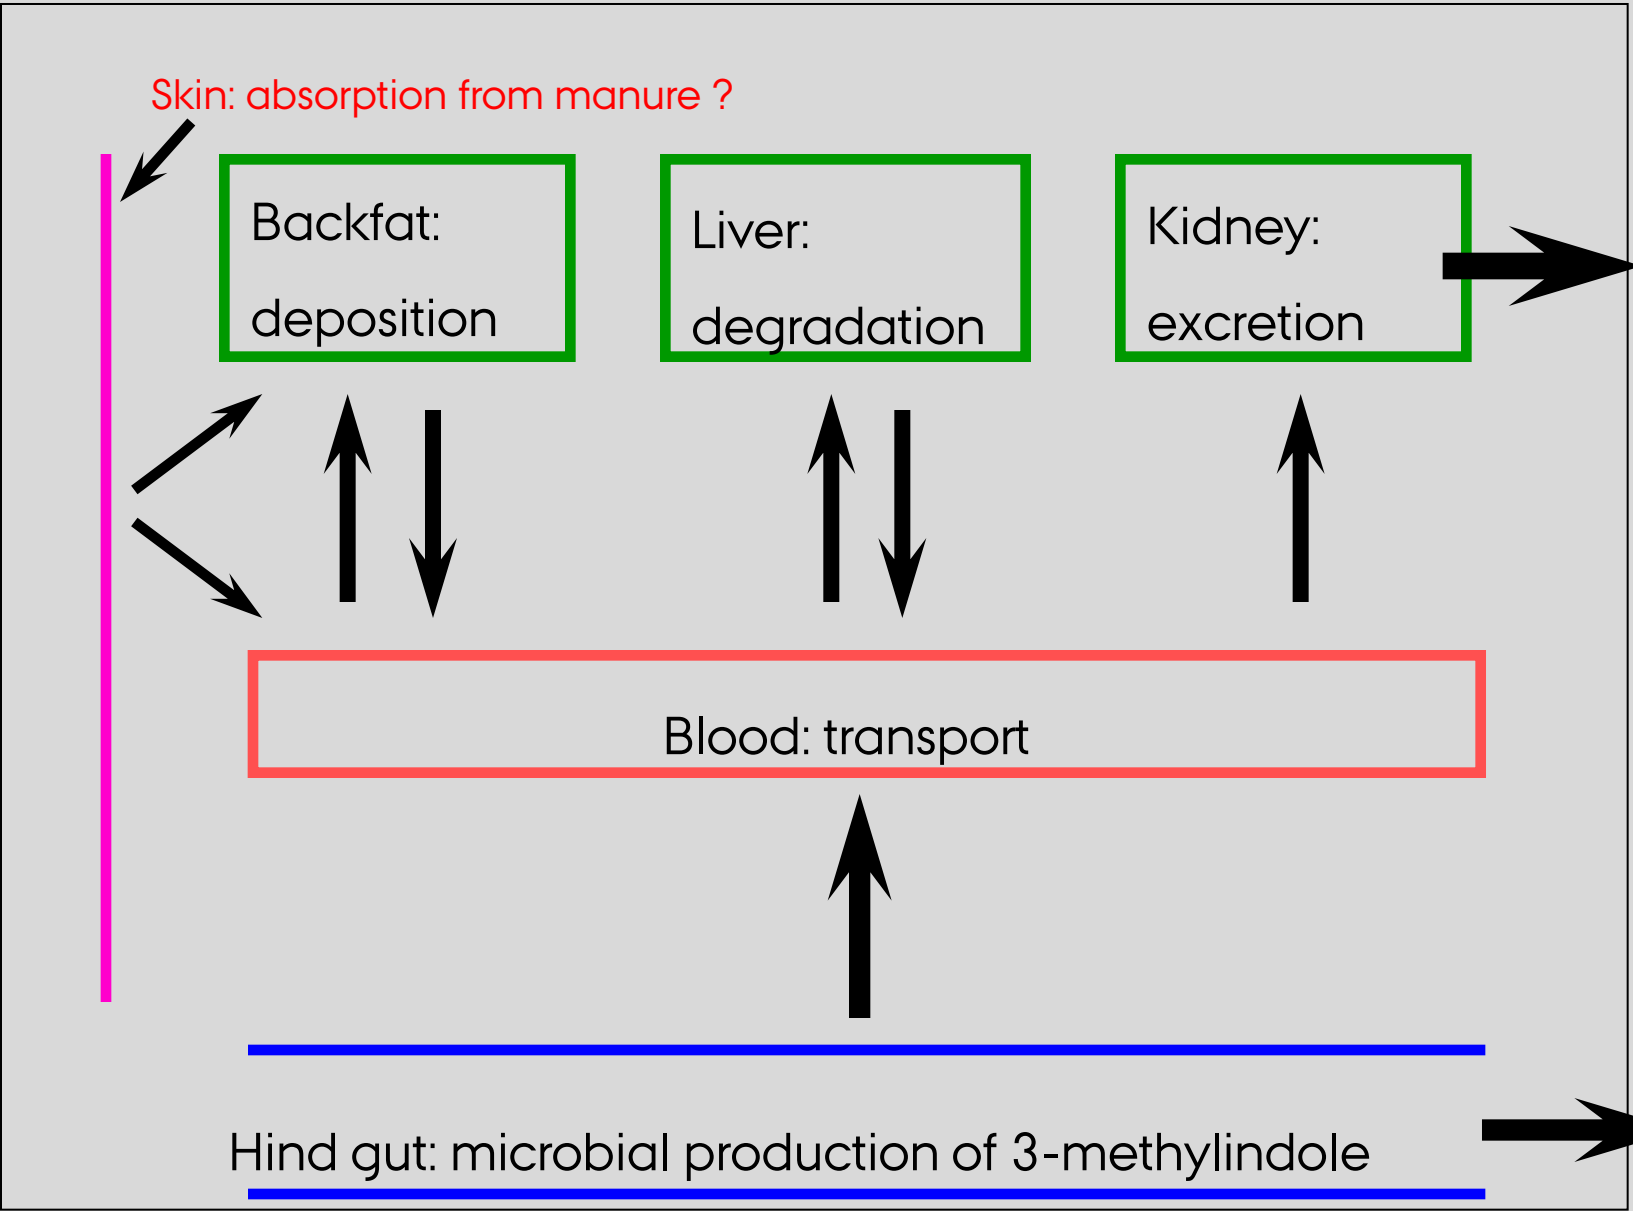 Skin: absorption from manure ?
Backfat:
deposition
Liver:
degradation
Kidney:
excretion
Blood: transport
Hind gut: microbial production of 3-methylindole